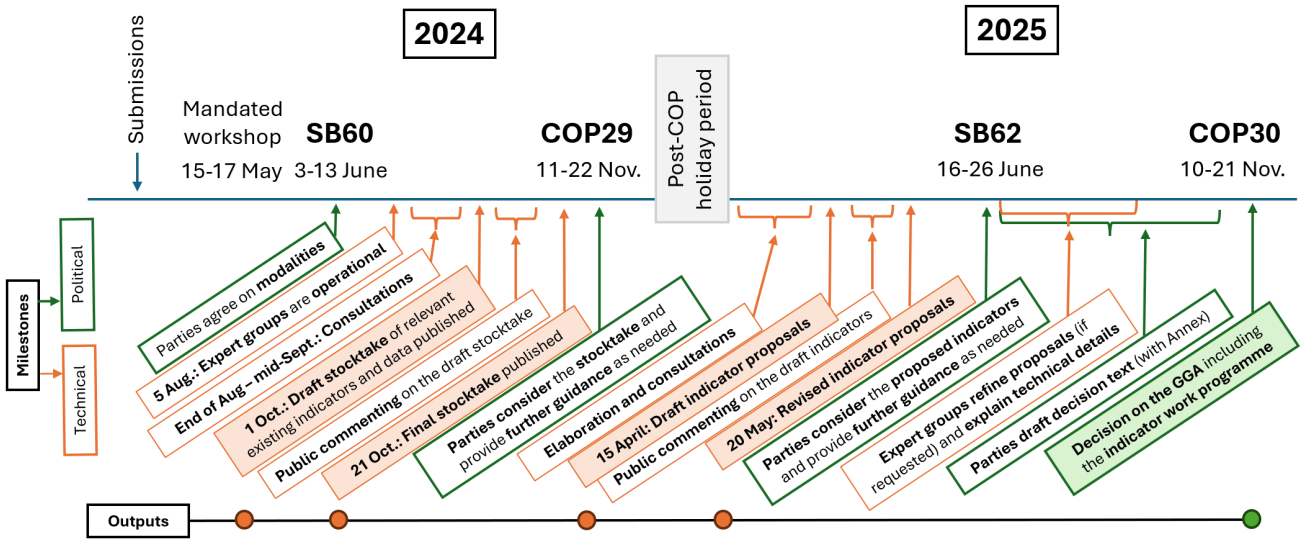 2024
2025
Submissions
Mandated
workshop
15-17 May
SB60
3-13 June
COP29
11-22 Nov.
Post-COP
holiday period
SB62
16-26 June
COP30
10-21 Nov.
Milestones
Political
Technical
Parties agree on modalities
5 Aug.: Expert groups are operational
End of Aug – mid-Sept.: Consultations
1 Oct.: Draft stocktake of relevant
existing indicators and data published
Public commenting on the draft stocktake
21 Oct.: Final stocktake published
Parties consider the stocktake and
provide further guidance as needed
Elaboration and consultations
15 April: Draft indicator proposals
Public commenting on the draft indicators
20 May: Revised indicator proposals
Parties consider the proposed indicators
and provide further guidance as needed
Expert groups refine proposals (if
requested) and explain technical details
Parties draft decision text (with Annex)
Decision on the GGA including
the indicator work programme
Outputs